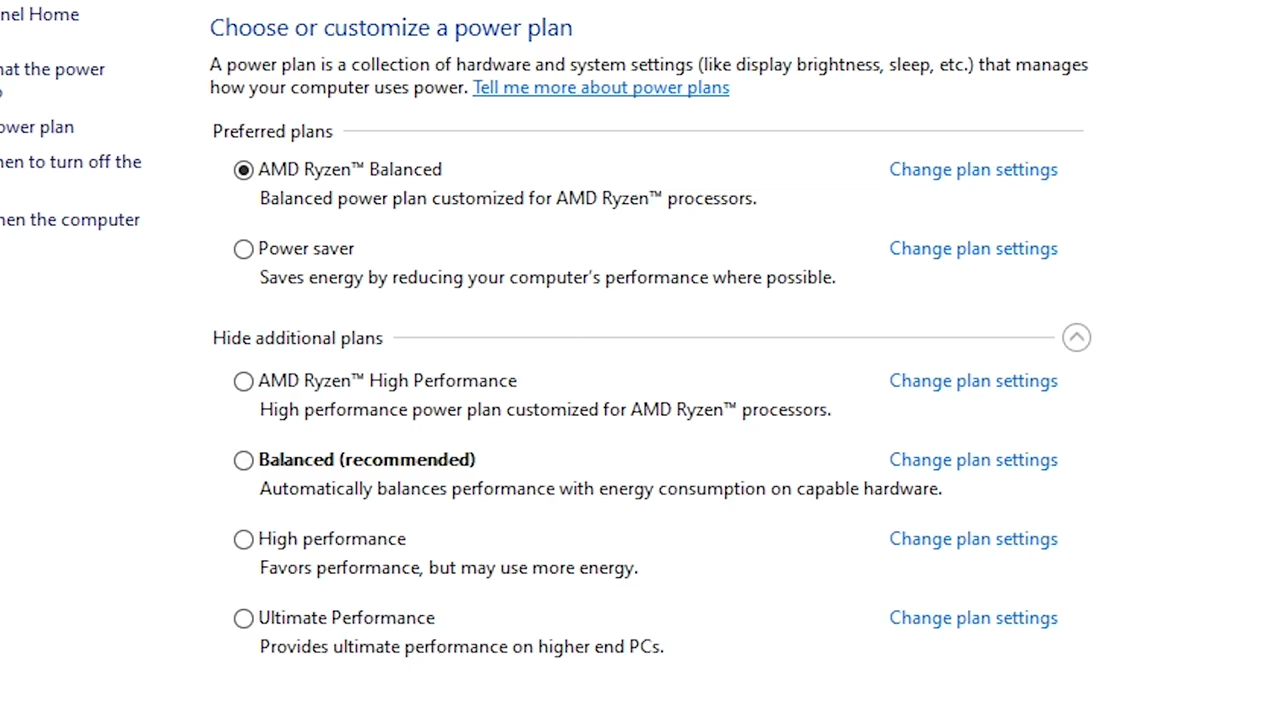 nel Home
hat the power
ower plan
hen to turn off the
hen the computer
Choose or customize a power plan
A power plan is a collection of hardware and system settings (like display brightness, sleep, etc.) that manages
how your computer uses power. Tell me more about power plans
Preferred plans
AMD Ryzen™ Balanced Change plan settings
Balanced power plan customized for AMD Ryzen™ processors.
Power saver Change plan settings
Saves energy by reducing your computer's performance where possible.
Hide additional plans
AMD Ryzen™ High Performance Change plan settings
High performance power plan customized for AMD Ryzen™ processors.
Balanced (recommended) Change plan settings
Automatically balances performance with energy consumption on capable hardware.
High performance Change plan settings
Favors performance, but may use more energy.
Ultimate Performance Change plan settings
Provides ultimate performance on higher end PCs.